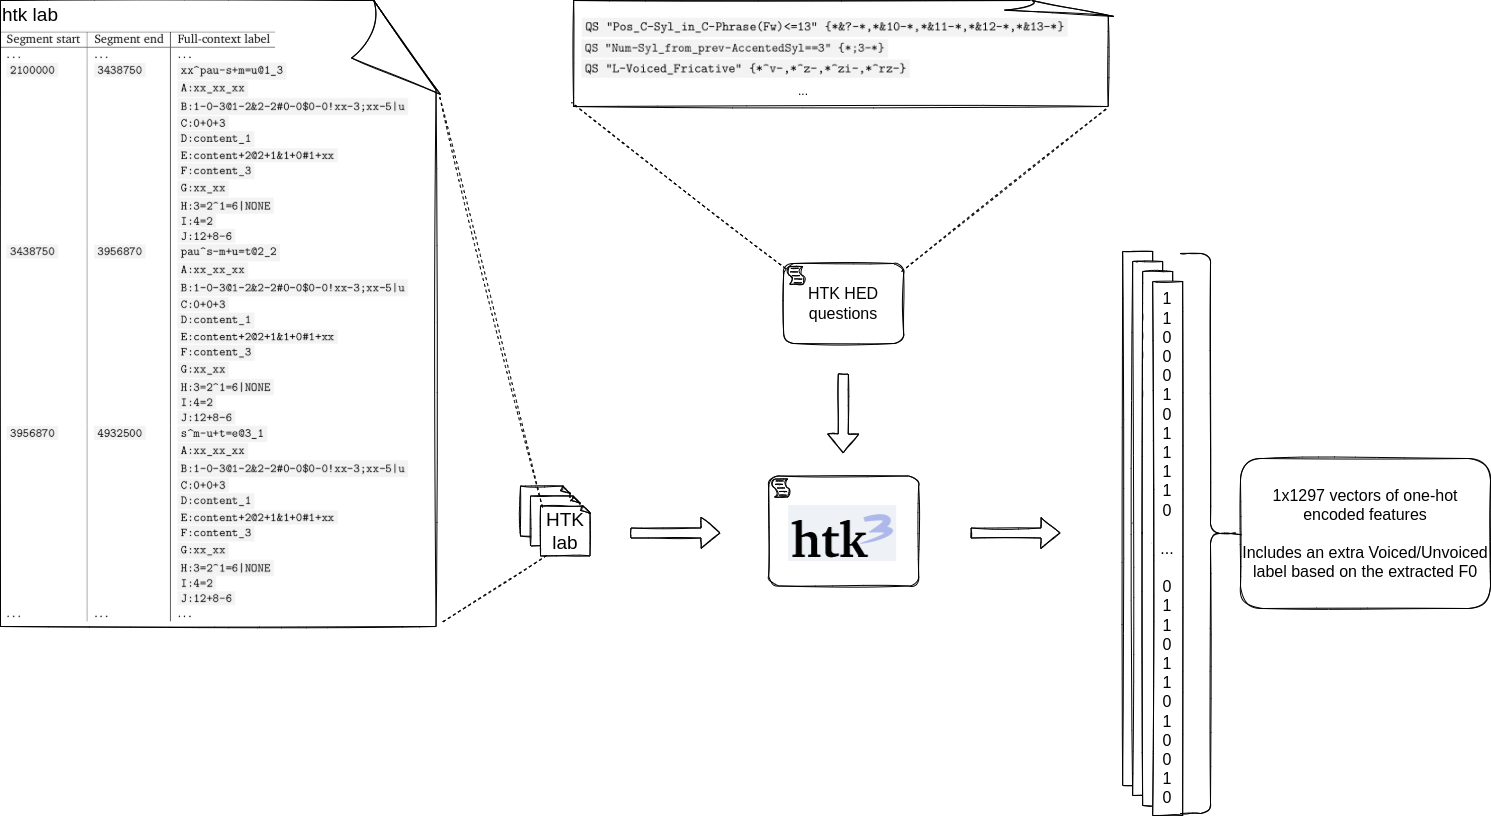 htk lab
Segment start Segment end Full-context label
... ... ...
2100000 3438750 xx^pau-s+m=u@1_3
A:xx_xx_xx
B:1-0-3@1-2&2-2#0-0$0-0!xx-3;xx-5|u
C:0+0+3
D:content_1
E:content+2@2+1&1+0#1+xx
F:content_3
G:xx_xx
H:3=2^1=6|NONE
I:4=2
J:12+8-6
3438750 3956870 pau^s-m+u=t@2_2
A:xx_xx_xx
B:1-0-3@1-2&2-2#0-0$0-0!xx-3;xx-5|u
C:0+0+3
D:content_1
E:content+2@2+1&1+0#1+xx
F:content_3
G:xx_xx
H:3=2^1=6|NONE
I:4=2
J:12+8-6
3956870 4932500 s^m-u+t=e@3_1
A:xx_xx_xx
B:1-0-3@1-2&2-2#0-0$0-0!xx-3;xx-5|u
C:0+0+3
D:content_1
E:content+2@2+1&1+0#1+xx
F:content_3
G:xx_xx
H:3=2^1=6|NONE
I:4=2
J:12+8-6
... ... ...
HTK
lab
QS "Pos_C-Syl_in_C-Phrase(Fw)<=13" {*&?-*,*&10-*,*&11-*,*&12-*,*&13-*}
QS "Num-Syl_from_prev-AccentedSyl==3" {*;3-*}
QS "L-Voiced_Fricative" {*^v-,*^z-,*^zi-,*^rz-}
...
HTK HED
questions
htk3
1
1
0
0
0
1
0
1
1
1
1
0
...
0
1
1
0
1
1
0
1
0
0
1
0
1x1297 vectors of one-hot
encoded features
Includes an extra Voiced/Unvoiced
label based on the extracted F0